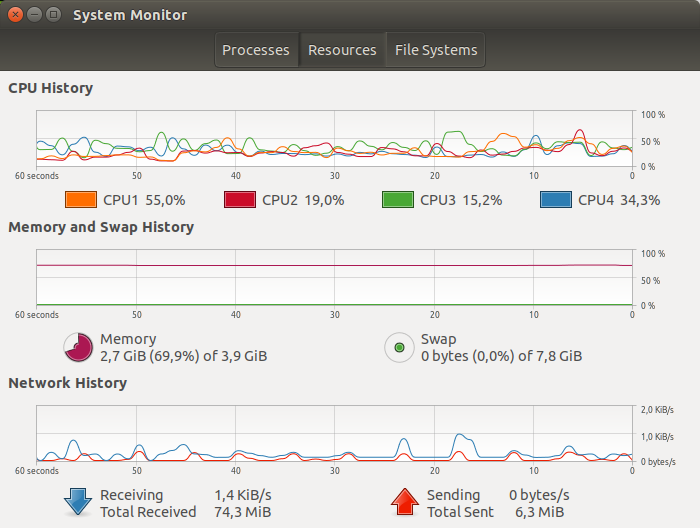 System Monitor
Processes Resources File Systems
CPU History
100 %
50 %
0 %
60 seconds 50 40 30 20 10 0
CPU1 55,0% CPU2 19,0% CPU3 15,2% CPU4 34,3%
Memory and Swap History
100 %
50 %
0 %
60 seconds 50 40 30 20 10 0
Memory Swap
2,7 GiB (69,9%) of 3,9 GiB 0 bytes (0,0%) of 7,8 GiB
Network History
2,0 KiB/s
1,0 KiB/s
0 bytes/s
60 seconds 50 40 30 20 10 0
Receiving 1,4 KiB/s Sending 0 bytes/s
Total Received 74,3 MiB Total Sent 6,3 MiB